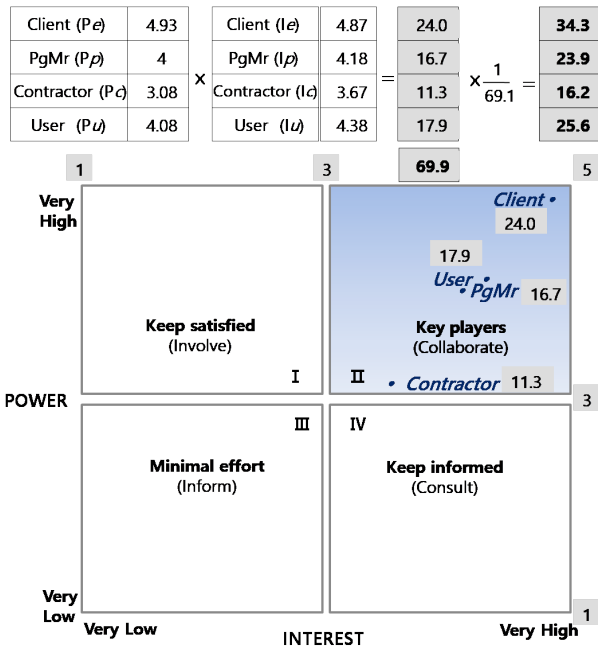 Client (Pe) 4.93 Client (Ie) 4.87 24.0 34.3
PgMr (Pp) 4 PgMr (Ip) 4.18 16.7 23.9
× = × 1/69.1 =
Contractor (Pc) 3.08 Contractor (Ic) 3.67 11.3 16.2
User (Pu) 4.08 User (Iu) 4.38 17.9 25.6
69.9
1 3 5
Very
High
Client
24.0
17.9
User
PgMr 16.7
Keep satisfied
(Involve)
Key players
(Collaborate)
I II
Contractor 11.3
POWER 3
III IV
Minimal effort
(Inform)
Keep informed
(Consult)
Very
Low
1
Very Low Very High
INTEREST